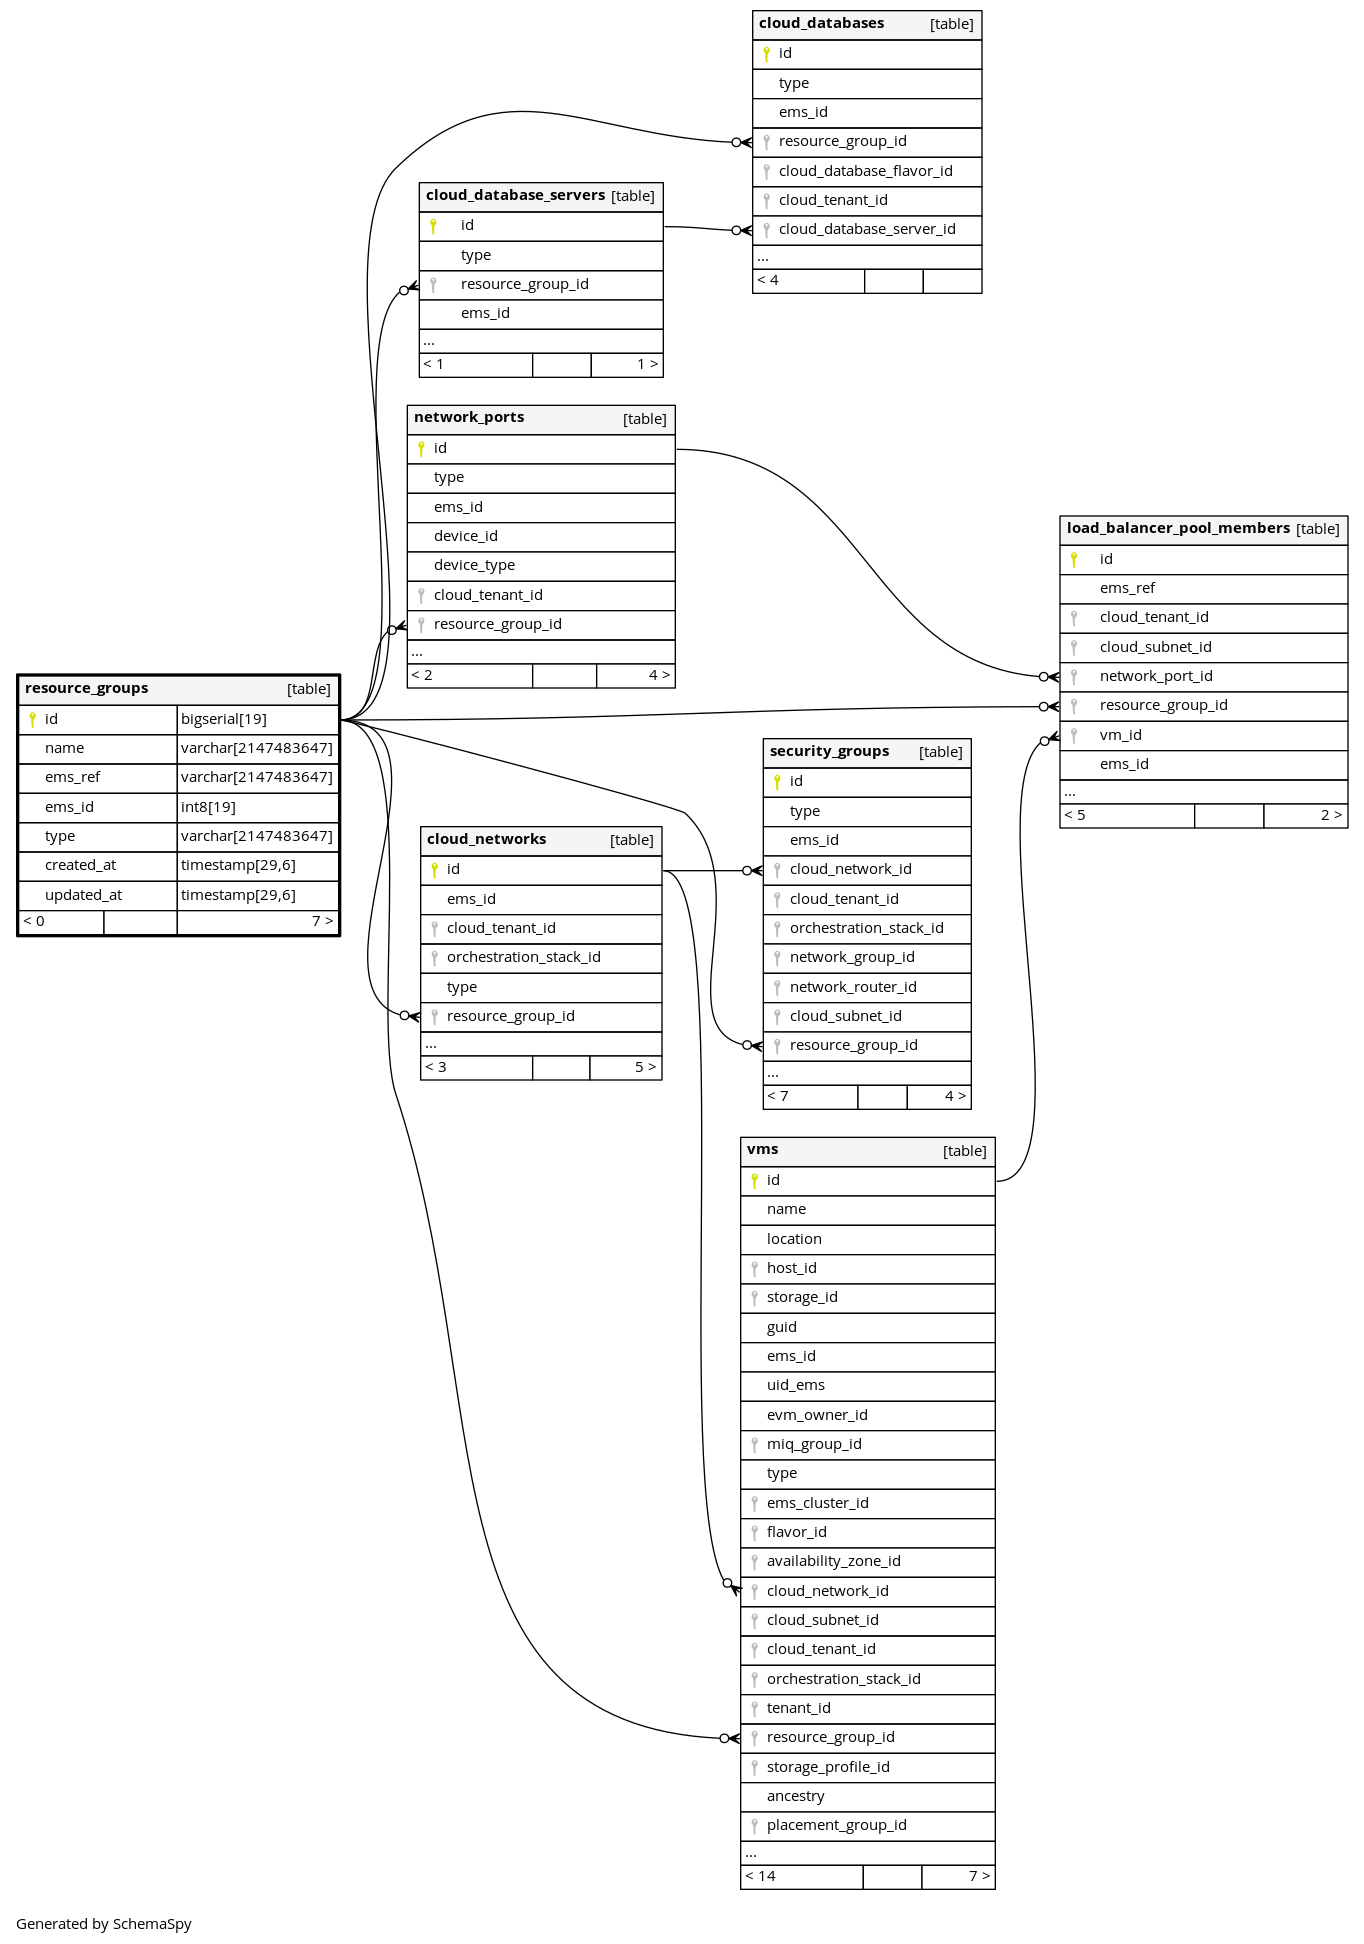 cloud_databases [table]
id
type
ems_id
resource_group_id
cloud_database_flavor_id
cloud_tenant_id
cloud_database_server_id
...
< 4
cloud_database_servers [table]
id
type
resource_group_id
ems_id
...
< 1 1 >
network_ports [table]
id
type
ems_id
device_id
device_type
cloud_tenant_id
resource_group_id
...
< 2 4 >
load_balancer_pool_members [table]
id
ems_ref
cloud_tenant_id
cloud_subnet_id
network_port_id
resource_group_id
vm_id
ems_id
...
< 5 2 >
resource_groups [table]
id bigserial[19]
name varchar[2147483647]
ems_ref varchar[2147483647]
ems_id int8[19]
type varchar[2147483647]
created_at timestamp[29,6]
updated_at timestamp[29,6]
< 0 7 >
security_groups [table]
id
type
ems_id
cloud_network_id
cloud_tenant_id
orchestration_stack_id
network_group_id
network_router_id
cloud_subnet_id
resource_group_id
...
< 7 4 >
cloud_networks [table]
id
ems_id
cloud_tenant_id
orchestration_stack_id
type
resource_group_id
...
< 3 5 >
vms [table]
id
name
location
host_id
storage_id
guid
ems_id
uid_ems
evm_owner_id
miq_group_id
type
ems_cluster_id
flavor_id
availability_zone_id
cloud_network_id
cloud_subnet_id
cloud_tenant_id
orchestration_stack_id
tenant_id
resource_group_id
storage_profile_id
ancestry
placement_group_id
...
< 14 7 >
Generated by SchemaSpy